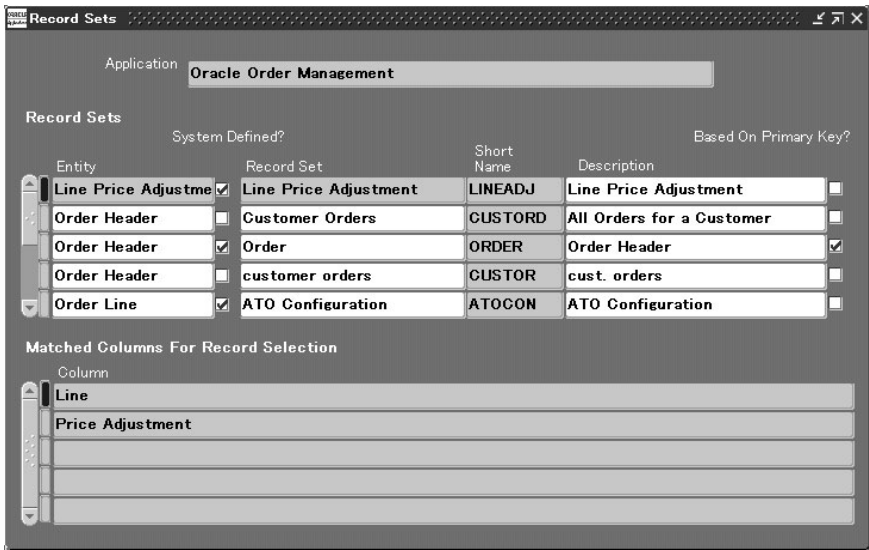 Record Sets
Application Oracle Order Management
Record Sets
System Defined? Based On Primary Key?
Entity Record Set Short Name Description
Line Price Adjustme Line Price Adjustment LINEADJ Line Price Adjustment
Order Header Customer Orders CUSTORD All Orders for a Customer
Order Header Order ORDER Order Header
Order Header customer orders CUSTOR cust. orders
Order Line ATO Configuration ATOCON ATO Configuration
Matched Columns For Record Selection
Column
Line
Price Adjustment